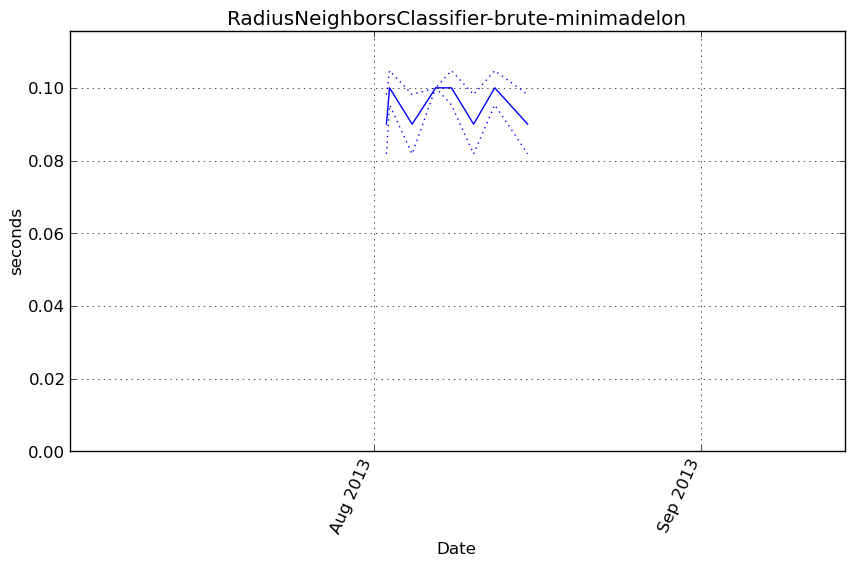 RadiusNeighborsClassifier-brute-minimadelon
0.10
0.08
0.06
0.04
0.02
0.00
seconds
Aug 2013
Sep 2013
Date